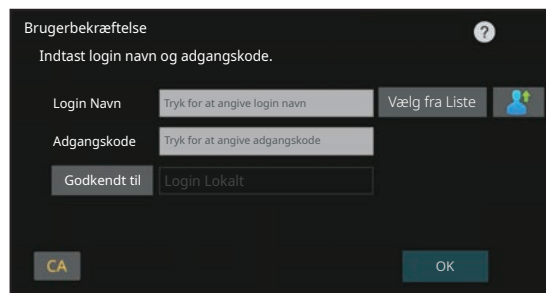 Brugerbekræftelse
?
Indtast login navn og adgangskode.
Login Navn Tryk for at angive login navn Vælg fra Liste
Adgangskode Tryk for at angive adgangskode
Godkendt til Login Lokalt
CA OK